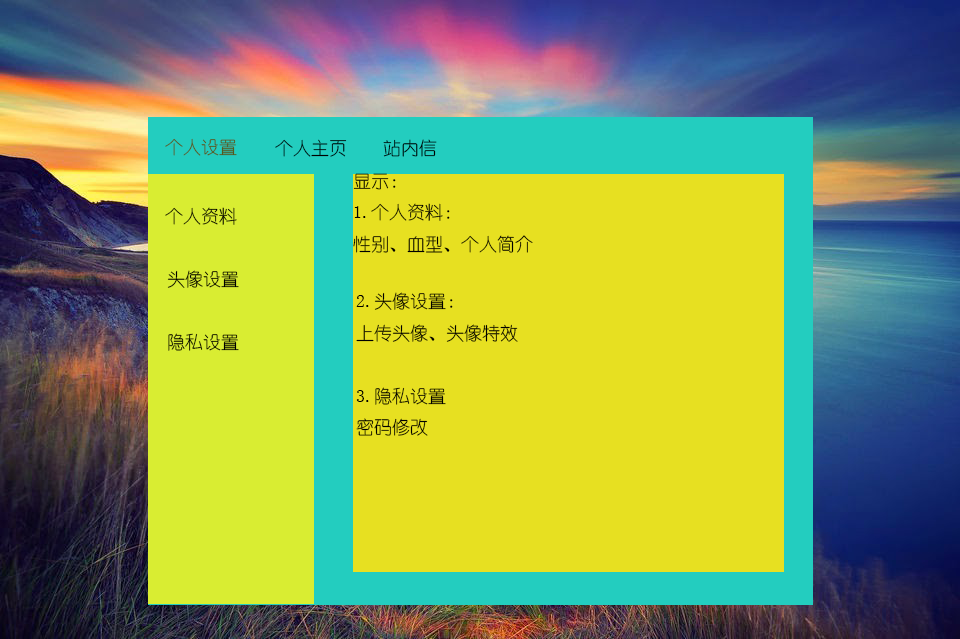 个人设置 个人主页 站内信
个人资料
头像设置
隐私设置
显示:
1.个人资料:
性别、血型、个人简介
2.头像设置:
上传头像、头像特效
3.隐私设置
密码修改